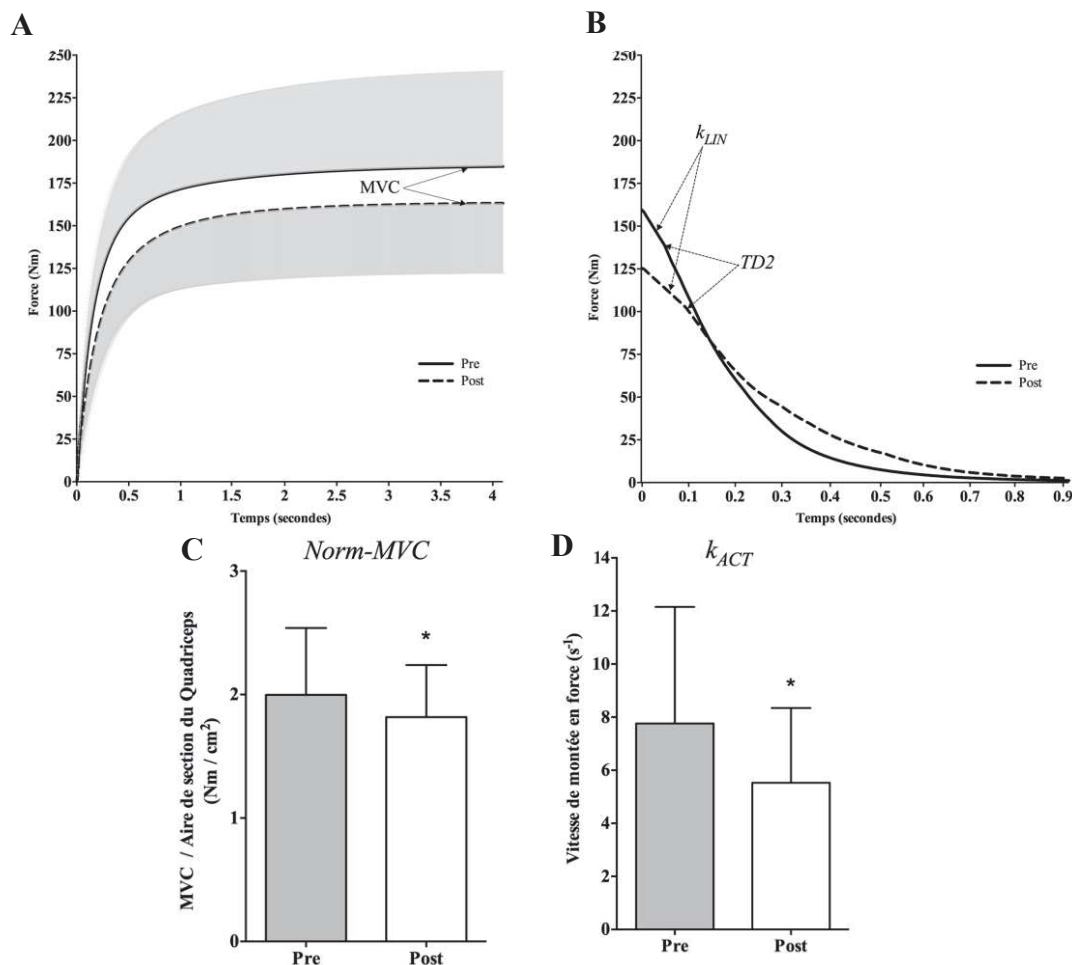 A
Force (Nm)
250
225
200
175
150
125
100
75
50
25
0
MVC
Pre
Post
0 0.5 1 1.5 2 2.5 3 3.5 4
Temps (secondes)
B
Force (Nm)
250
225
200
175
150
125
100
75
50
25
0
kLIN
TD2
Pre
Post
0 0.1 0.2 0.3 0.4 0.5 0.6 0.7 0.8 0.9
Temps (secondes)
C
Norm-MVC
MVC / Aire de section du Quadriceps
(Nm / cm²)
3
2
1
0
*
Pre Post
D
kACT
Vitesse de montée en force (s⁻¹)
14
12
10
8
6
4
2
0
*
Pre Post